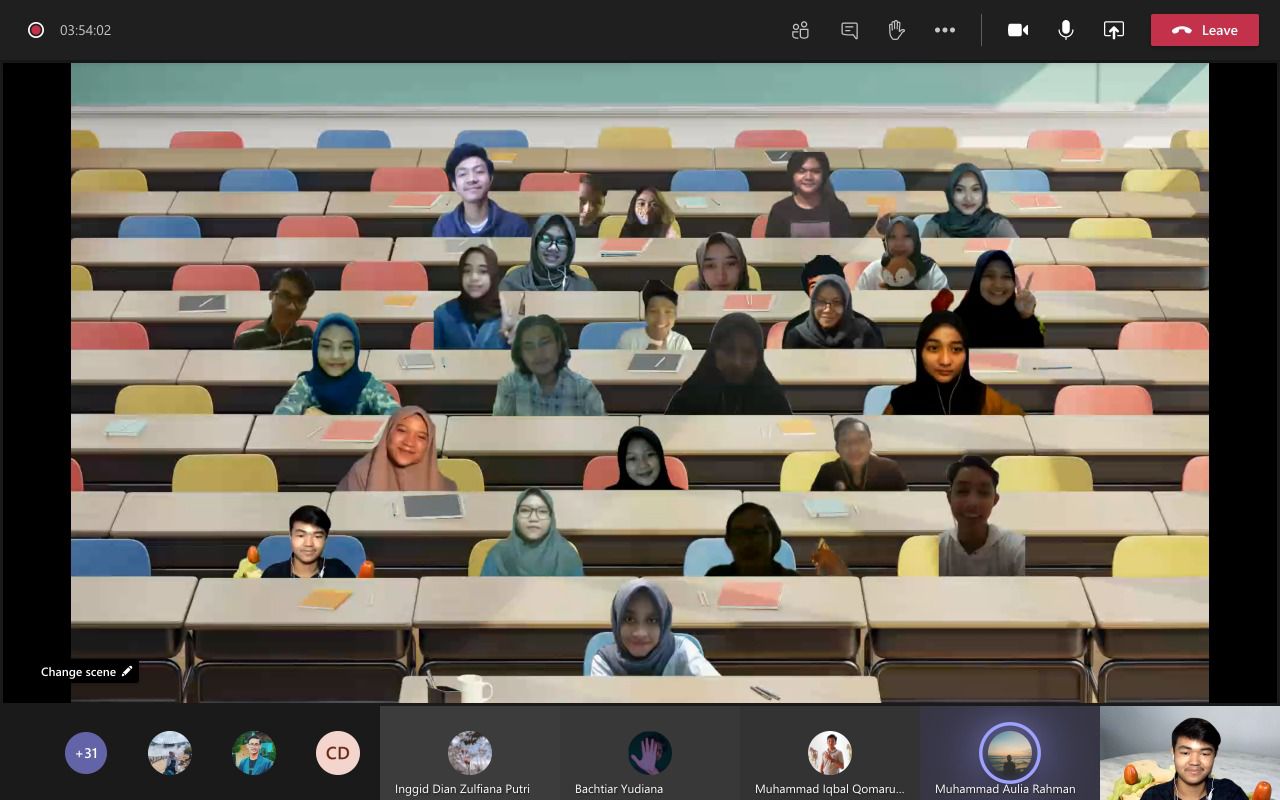 03:54:02
Leave
Change scene
+31
CD
Inggid Dian Zulfiana Putri
Bachtiar Yudiana
Muhammad Iqbal Qomaru...
Muhammad Aulia Rahman